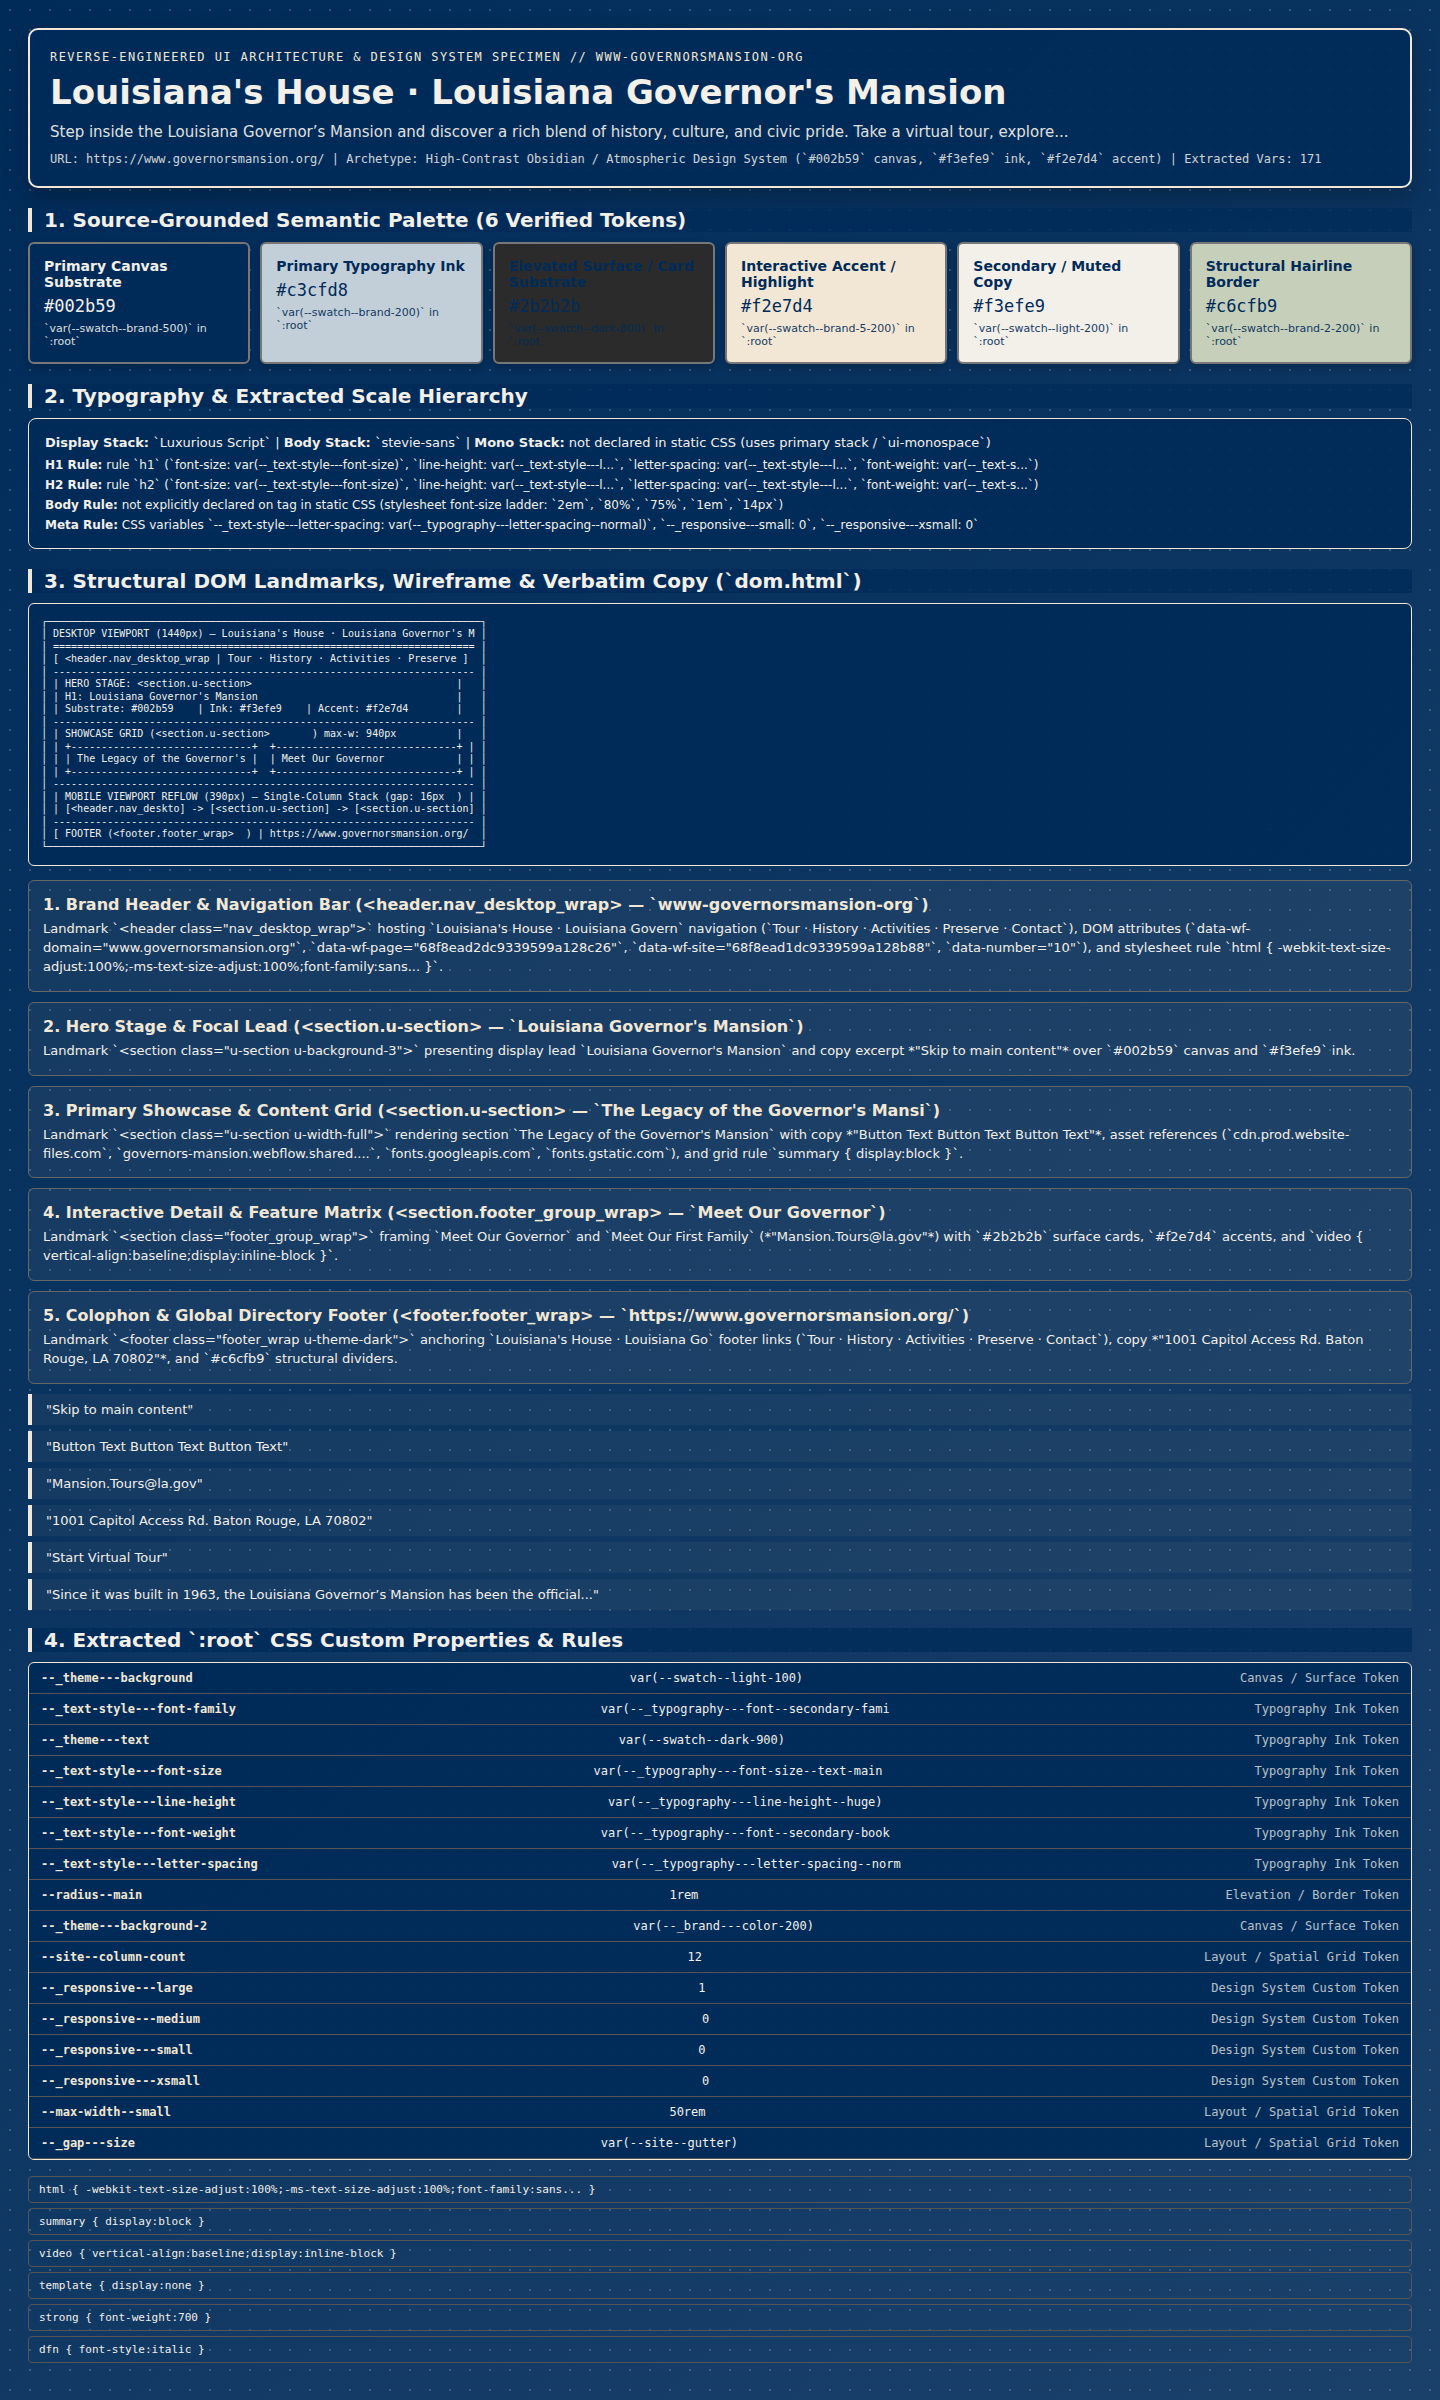 REVERSE-ENGINEERED UI ARCHITECTURE & DESIGN SYSTEM SPECIMEN // WWW-GOVERNORSMANSION-ORG
Louisiana's House · Louisiana Governor's Mansion
Step inside the Louisiana Governor’s Mansion and discover a rich blend of history, culture, and civic pride. Take a virtual tour, explore...
URL: https://www.governorsmansion.org/ | Archetype: High-Contrast Obsidian / Atmospheric Design System (`#002b59` canvas, `#f3efe9` ink, `#f2e7d4` accent) | Extracted Vars: 171
1. Source-Grounded Semantic Palette (6 Verified Tokens)
Primary Canvas
Substrate
#002b59
`var(--swatch--brand-500)` in
`:root`
Primary Typography Ink
#c3cfd8
`var(--swatch--brand-200)` in
`:root`
Elevated Surface / Card
Substrate
#2b2b2b
`var(--swatch--dark-800)` in
`:root`
Interactive Accent /
Highlight
#f2e7d4
`var(--swatch--brand-5-200)` in
`:root`
Secondary / Muted
Copy
#f3efe9
`var(--swatch--light-200)` in
`:root`
Structural Hairline
Border
#c6cfb9
`var(--swatch--brand-2-200)` in
`:root`
2. Typography & Extracted Scale Hierarchy
Display Stack: `Luxurious Script` | Body Stack: `stevie-sans` | Mono Stack: not declared in static CSS (uses primary stack / `ui-monospace`)
H1 Rule: rule `h1` (`font-size: var(--_text-style---font-size)`, `line-height: var(--_text-style---l...`, `letter-spacing: var(--_text-style---l...`, `font-weight: var(--_text-s...`)
H2 Rule: rule `h2` (`font-size: var(--_text-style---font-size)`, `line-height: var(--_text-style---l...`, `letter-spacing: var(--_text-style---l...`, `font-weight: var(--_text-s...`)
Body Rule: not explicitly declared on tag in static CSS (stylesheet font-size ladder: `2em`, `80%`, `75%`, `1em`, `14px`)
Meta Rule: CSS variables `--_text-style---letter-spacing: var(--_typography---letter-spacing--normal)`, `--_responsive---small: 0`, `--_responsive---xsmall: 0`
3. Structural DOM Landmarks, Wireframe & Verbatim Copy (`dom.html`)
DESKTOP VIEWPORT (1440px) — Louisiana's House · Louisiana Governor's M
======================================================================
[ <header.nav_desktop_wrap | Tour · History · Activities · Preserve ]
----------------------------------------------------------------------
| HERO STAGE: <section.u-section> |
| H1: Louisiana Governor's Mansion |
| Substrate: #002b59 | Ink: #f3efe9 | Accent: #f2e7d4 |
----------------------------------------------------------------------
| SHOWCASE GRID (<section.u-section> ) max-w: 940px |
| +------------------------------+ +------------------------------+ |
| | The Legacy of the Governor's | | Meet Our Governor | |
| +------------------------------+ +------------------------------+ |
----------------------------------------------------------------------
| MOBILE VIEWPORT REFLOW (390px) — Single-Column Stack (gap: 16px ) |
| [<header.nav_deskto] -> [<section.u-section] -> [<section.u-section]
----------------------------------------------------------------------
[ FOOTER (<footer.footer_wrap> ) | https://www.governorsmansion.org/
1. Brand Header & Navigation Bar (<header.nav_desktop_wrap> — `www-governorsmansion-org`)
Landmark `<header class="nav_desktop_wrap">` hosting `Louisiana's House · Louisiana Govern` navigation (`Tour · History · Activities · Preserve · Contact`), DOM attributes (`data-wf-
domain="www.governorsmansion.org"`, `data-wf-page="68f8ead2dc9339599a128c26"`, `data-wf-site="68f8ead1dc9339599a128b88"`, `data-number="10"`), and stylesheet rule `html { -webkit-text-size-
adjust:100%;-ms-text-size-adjust:100%;font-family:sans... }`.
2. Hero Stage & Focal Lead (<section.u-section> — `Louisiana Governor's Mansion`)
Landmark `<section class="u-section u-background-3">` presenting display lead `Louisiana Governor's Mansion` and copy excerpt *"Skip to main content"* over `#002b59` canvas and `#f3efe9` ink.
3. Primary Showcase & Content Grid (<section.u-section> — `The Legacy of the Governor's Mansi`)
Landmark `<section class="u-section u-width-full">` rendering section `The Legacy of the Governor's Mansion` with copy *"Button Text Button Text Button Text"*, asset references (`cdn.prod.website-
files.com`, `governors-mansion.webflow.shared....`, `fonts.googleapis.com`, `fonts.gstatic.com`), and grid rule `summary { display:block }`.
4. Interactive Detail & Feature Matrix (<section.footer_group_wrap> — `Meet Our Governor`)
Landmark `<section class="footer_group_wrap">` framing `Meet Our Governor` and `Meet Our First Family` (*"Mansion.Tours@la.gov"*) with `#2b2b2b` surface cards, `#f2e7d4` accents, and `video {
vertical-align:baseline;display:inline-block }`.
5. Colophon & Global Directory Footer (<footer.footer_wrap> — `https://www.governorsmansion.org/`)
Landmark `<footer class="footer_wrap u-theme-dark">` anchoring `Louisiana's House · Louisiana Go` footer links (`Tour · History · Activities · Preserve · Contact`), copy *"1001 Capitol Access Rd. Baton
Rouge, LA 70802"*, and `#c6cfb9` structural dividers.
"Skip to main content"
"Button Text Button Text Button Text"
"Mansion.Tours@la.gov"
"1001 Capitol Access Rd. Baton Rouge, LA 70802"
"Start Virtual Tour"
"Since it was built in 1963, the Louisiana Governor’s Mansion has been the official..."
4. Extracted `:root` CSS Custom Properties & Rules
--_theme---background var(--swatch--light-100) Canvas / Surface Token
--_text-style---font-family var(--_typography---font--secondary-fami Typography Ink Token
--_theme---text var(--swatch--dark-900) Typography Ink Token
--_text-style---font-size var(--_typography---font-size--text-main Typography Ink Token
--_text-style---line-height var(--_typography---line-height--huge) Typography Ink Token
--_text-style---font-weight var(--_typography---font--secondary-book Typography Ink Token
--_text-style---letter-spacing var(--_typography---letter-spacing--norm Typography Ink Token
--radius--main 1rem Elevation / Border Token
--_theme---background-2 var(--_brand---color-200) Canvas / Surface Token
--site--column-count 12 Layout / Spatial Grid Token
--_responsive---large 1 Design System Custom Token
--_responsive---medium 0 Design System Custom Token
--_responsive---small 0 Design System Custom Token
--_responsive---xsmall 0 Design System Custom Token
--max-width--small 50rem Layout / Spatial Grid Token
--_gap---size var(--site--gutter) Layout / Spatial Grid Token
html { -webkit-text-size-adjust:100%;-ms-text-size-adjust:100%;font-family:sans... }
summary { display:block }
video { vertical-align:baseline;display:inline-block }
template { display:none }
strong { font-weight:700 }
dfn { font-style:italic }